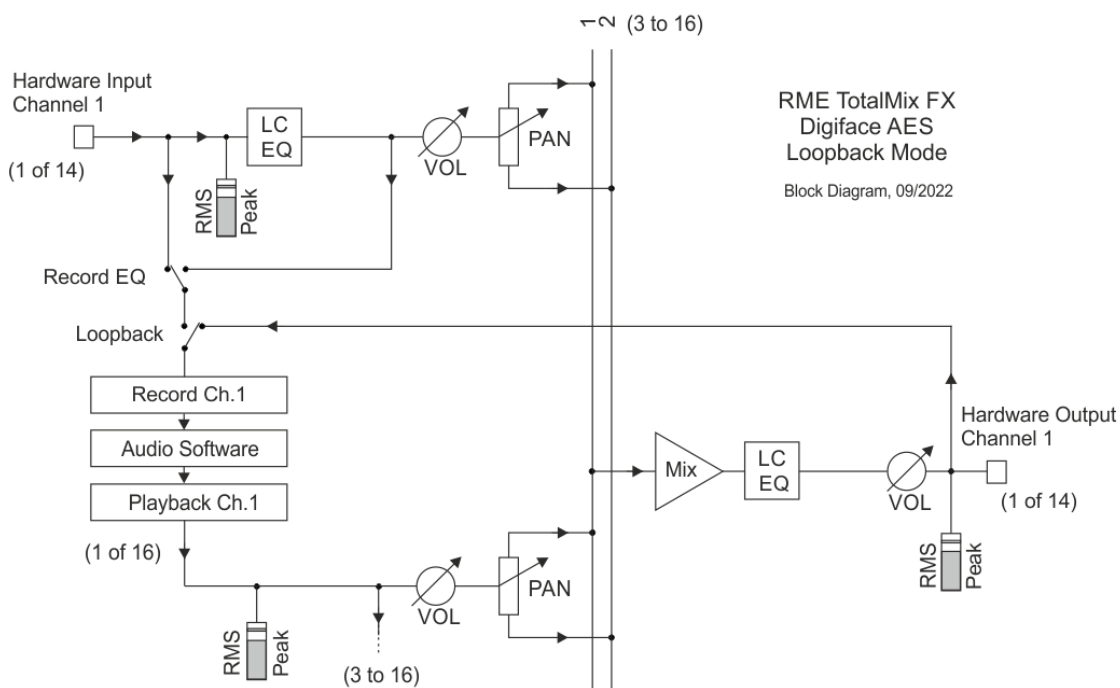 1
2
(3 to 16)
Hardware Input
Channel 1
(1 of 14)
LC
EQ
RMS
Peak
VOL
PAN
RME TotalMix FX
Digiface AES
Loopback Mode
Block Diagram, 09/2022
Record EQ
Loopback
Record Ch.1
Audio Software
Playback Ch.1
(1 of 16)
RMS
Peak
(3 to 16)
VOL
PAN
Mix
LC
EQ
VOL
Hardware Output
Channel 1
(1 of 14)
RMS
Peak